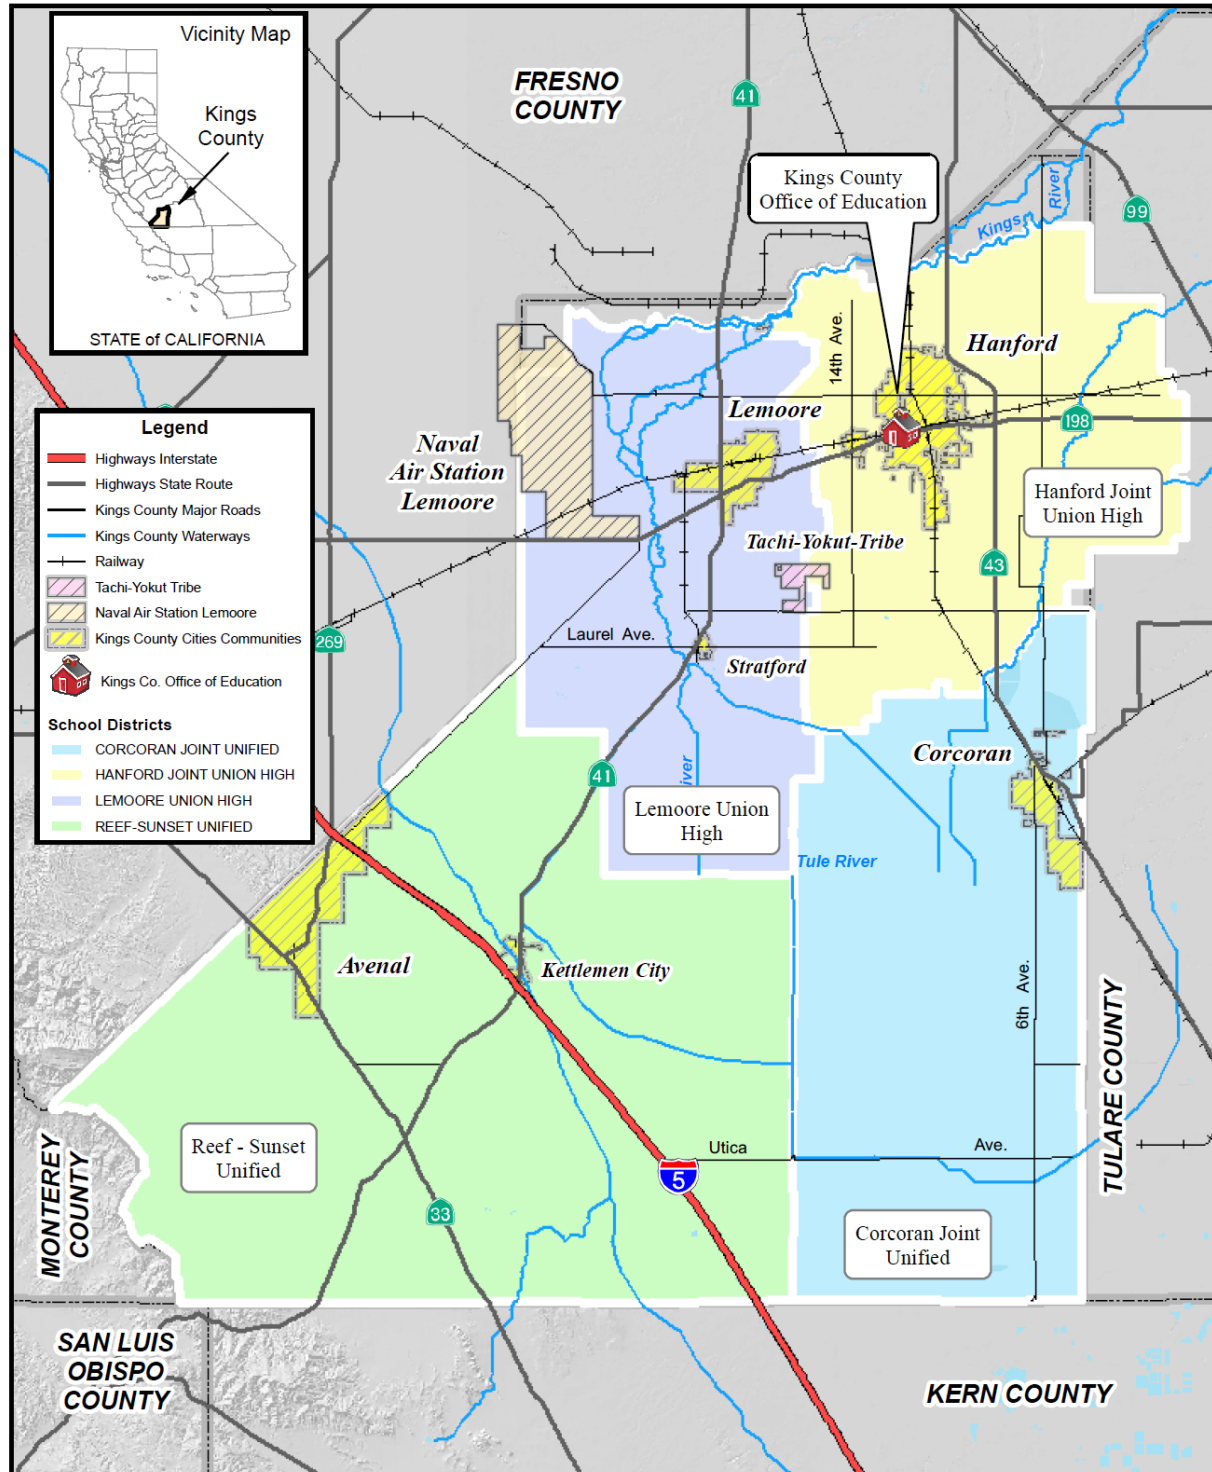 Vicinity Map
Kings
County
STATE of CALIFORNIA
FRESNO
COUNTY
41
Kings County
Office of Education
Kings
River
99
14th Ave.
Hanford
Lemoore
198
Naval
Air Station
Lemoore
Hanford Joint
Union High
Tachi-Yokut-Tribe
43
Legend
Highways Interstate
Highways State Route
Kings County Major Roads
Kings County Waterways
Railway
Tachi-Yokut Tribe
Naval Air Station Lemoore
Kings County Cities Communities
Kings Co. Office of Education
School Districts
CORCORAN JOINT UNIFIED
HANFORD JOINT UNION HIGH
LEMOORE UNION HIGH
REEF-SUNSET UNIFIED
269
Laurel Ave.
Stratford
Corcoran
41
iver
Lemoore Union
High
Tule River
Avenal
Kettlemen City
6th Ave.
TULARE COUNTY
Reef - Sunset
Unified
Utica
Ave.
5
33
MONTEREY
COUNTY
Corcoran Joint
Unified
SAN LUIS
OBISPO
COUNTY
KERN COUNTY